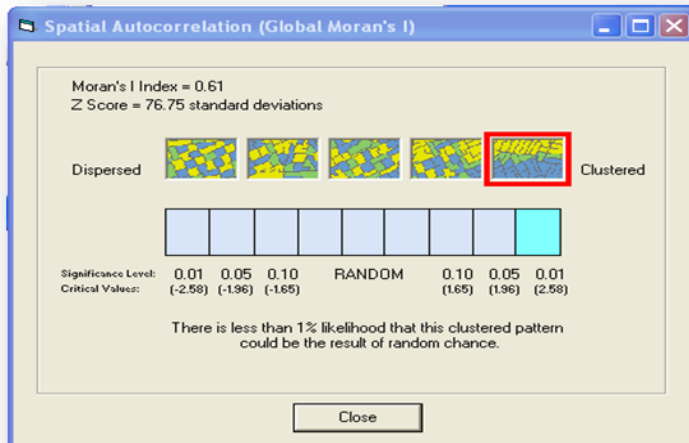 Spatial Autocorrelation (Global Moran's I)
Moran's I Index = 0.61
Z Score = 76.75 standard deviations
Dispersed
Clustered
Significance Level: 0.01 0.05 0.10 RANDOM 0.10 0.05 0.01
Critical Values: (-2.58) (-1.96) (-1.65) (1.65) (1.96) (2.58)
There is less than 1% likelihood that this clustered pattern
could be the result of random chance.
Close